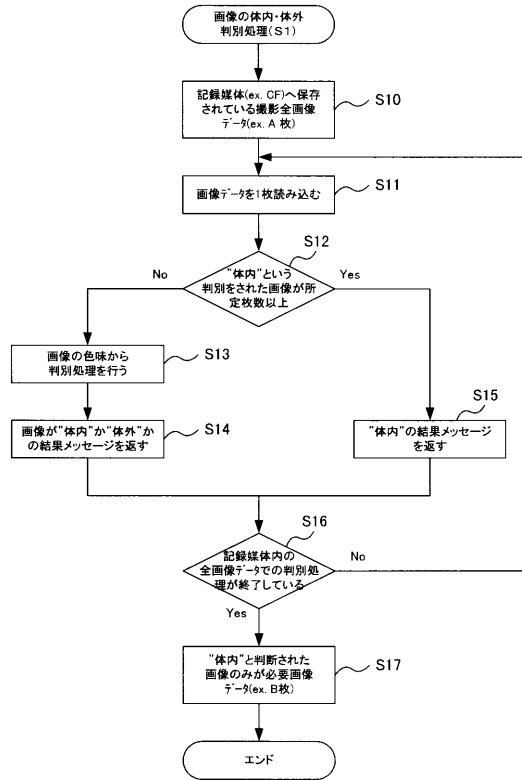 画像の体内・体外
判別処理(S1)
記録媒体(ex. CF)へ保存
されている撮影全画像
データ(ex. A 枚)
S10
画像データを1枚読み込む
S11
S12
"体内"という
判別をされた画像が所
定枚数以上
No
Yes
画像の色味から
判別処理を行う
S13
画像が"体内"か"体外"か
の結果メッセージを返す
S14
S15
"体内"の結果メッセージ
を返す
S16
記録媒体内の
全画像データでの判別処
理が終了している
No
Yes
"体内"と判断された
画像のみが必要画像
データ(ex. B枚)
S17
エンド